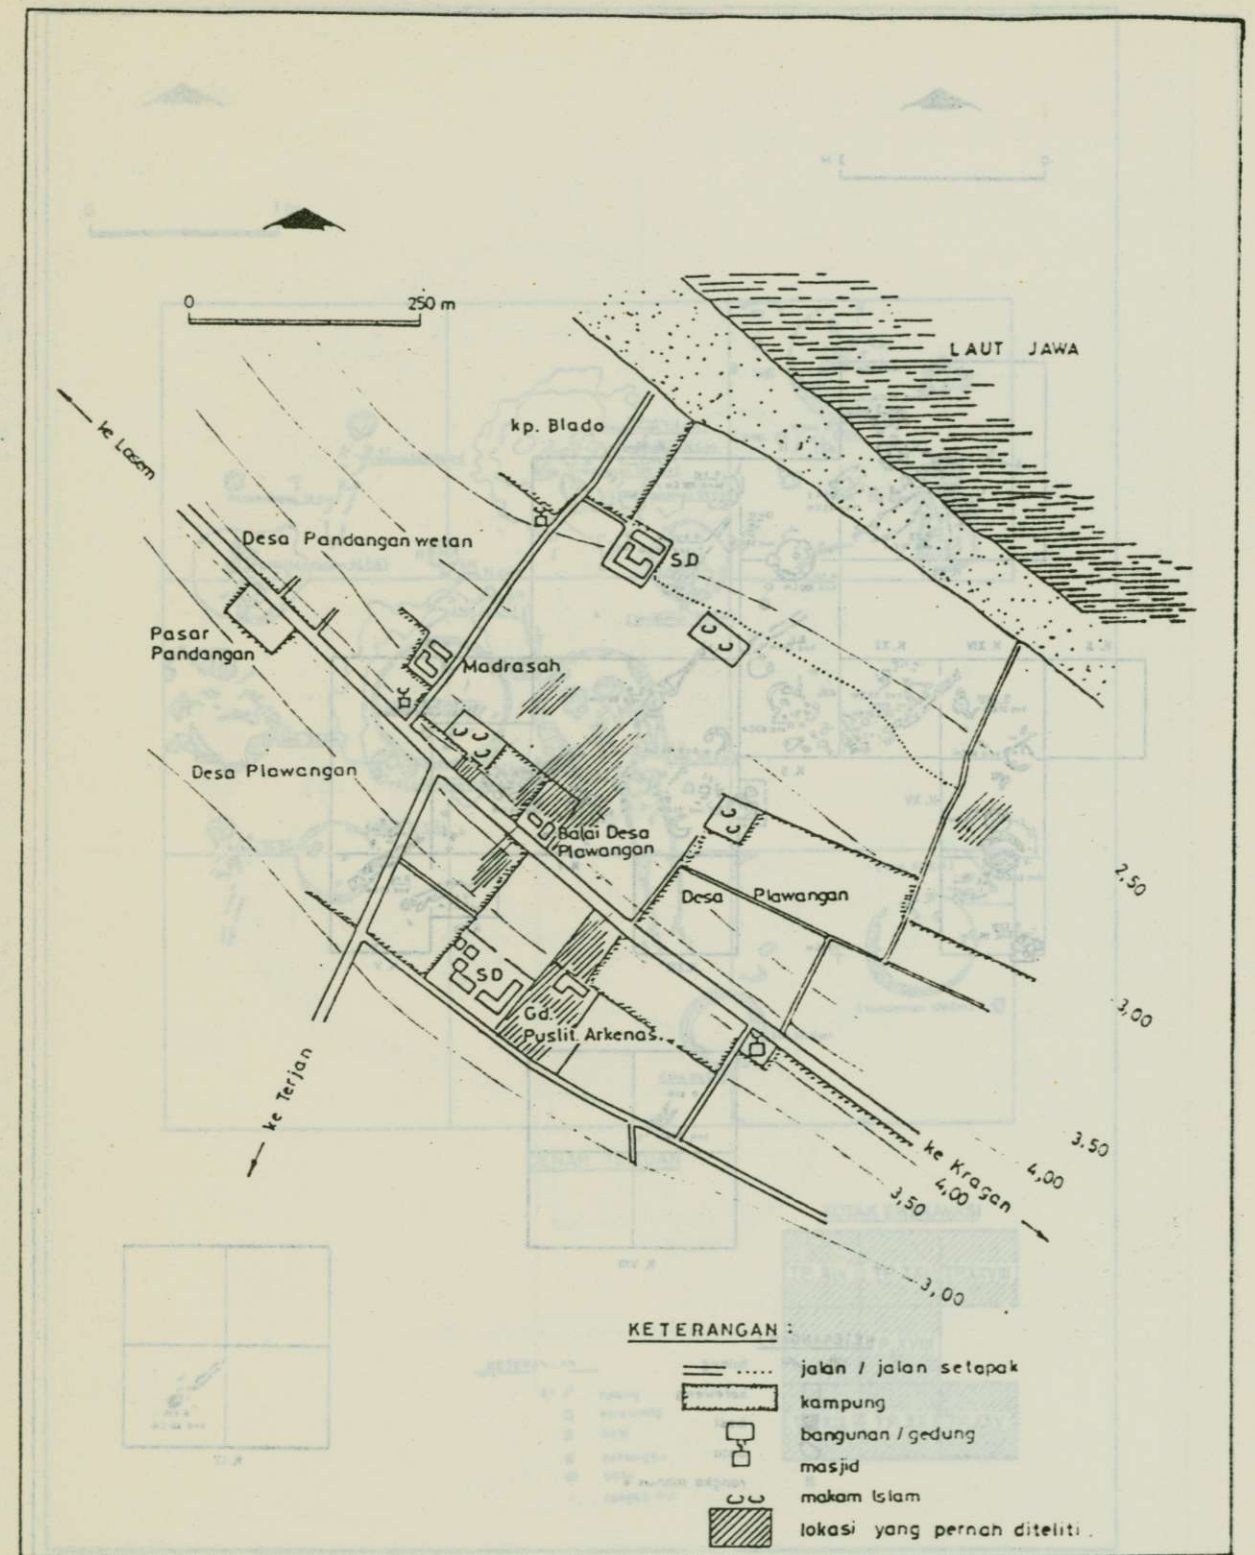 0 250 m
LAUT JAWA
kp. Blado
ke Lasem
Desa Pandangan wetan
S.D
Pasar
Pandangan
Madrasah
Desa Plawangan
Balai Desa
Plawangan
Desa Plawangan
2,50
SD
Gd.
Puslit. Arkenas.
3,00
ke Terjan
3.50
4,00
ke Kragan
4,00
3,50
3,00
KETERANGAN :
jalan / jalan setapak
kampung
bangunan / gedung
masjid
makam Islam
lokasi yang pernah diteliti.